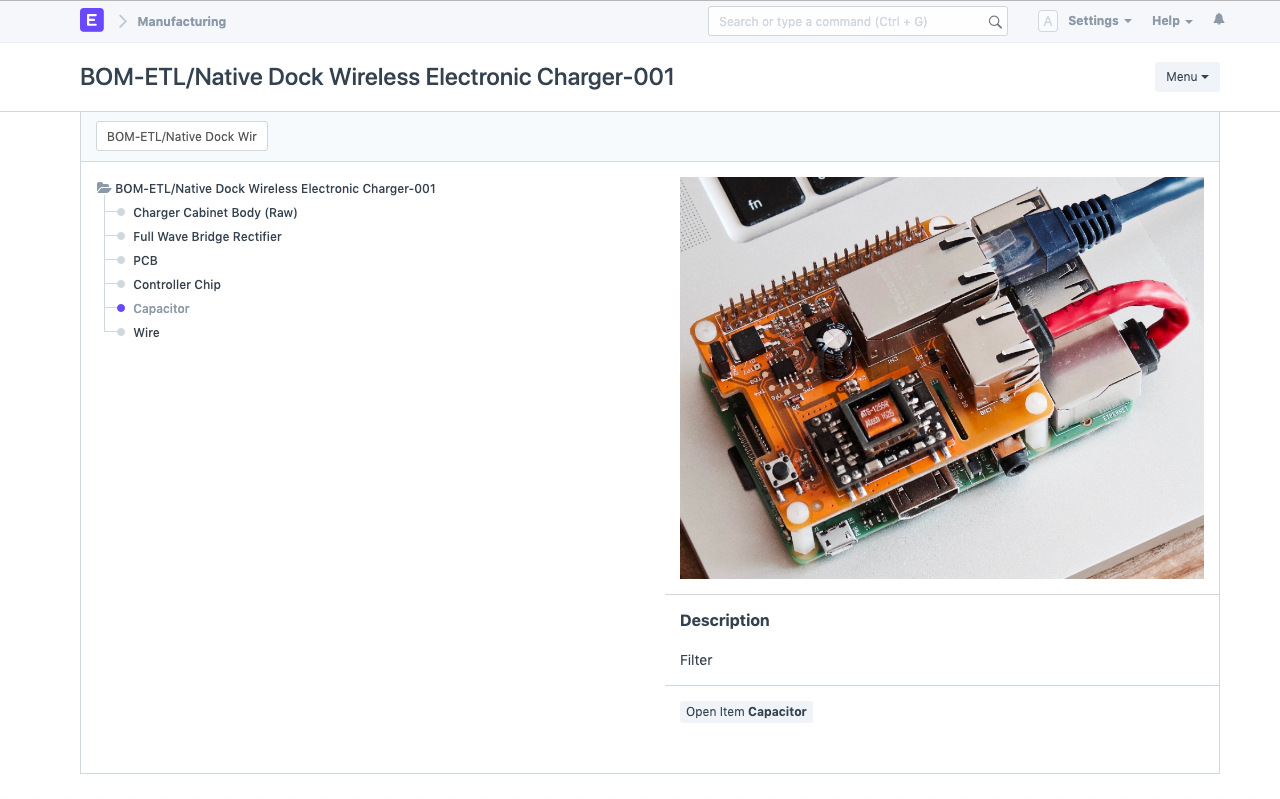 E
Manufacturing
Search or type a command (Ctrl + G)
A
Settings
Help
BOM-ETL/Native Dock Wireless Electronic Charger-001
Menu
BOM-ETL/Native Dock Wir
BOM-ETL/Native Dock Wireless Electronic Charger-001
Charger Cabinet Body (Raw)
Full Wave Bridge Rectifier
PCB
Controller Chip
Capacitor
Wire
fn
ETHERNET
Description
Filter
Open Item Capacitor